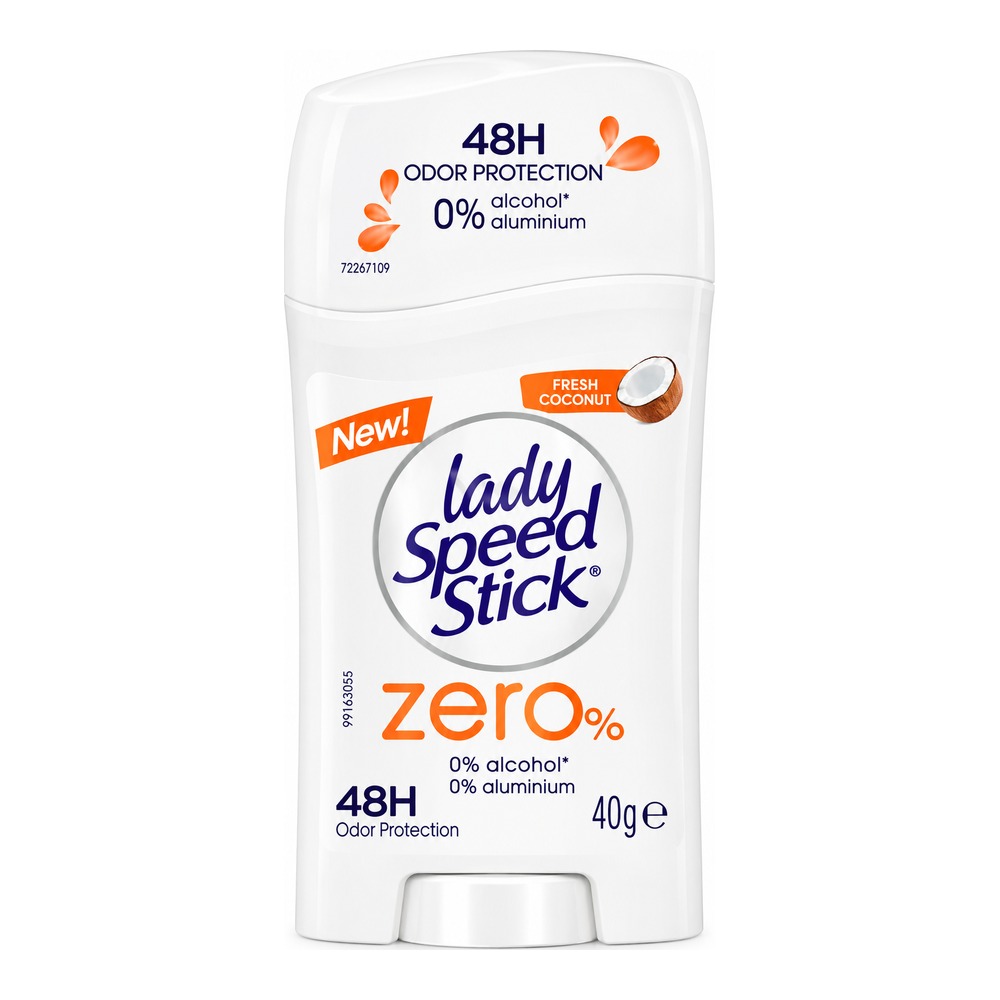 48H
ODOR PROTECTION
0% alcohol*
aluminium
72267109
FRESH
COCONUT
New!
lady
Speed
Stick®
zero%
99163055
0% alcohol*
0% aluminium
48H
Odor Protection
40g ℮